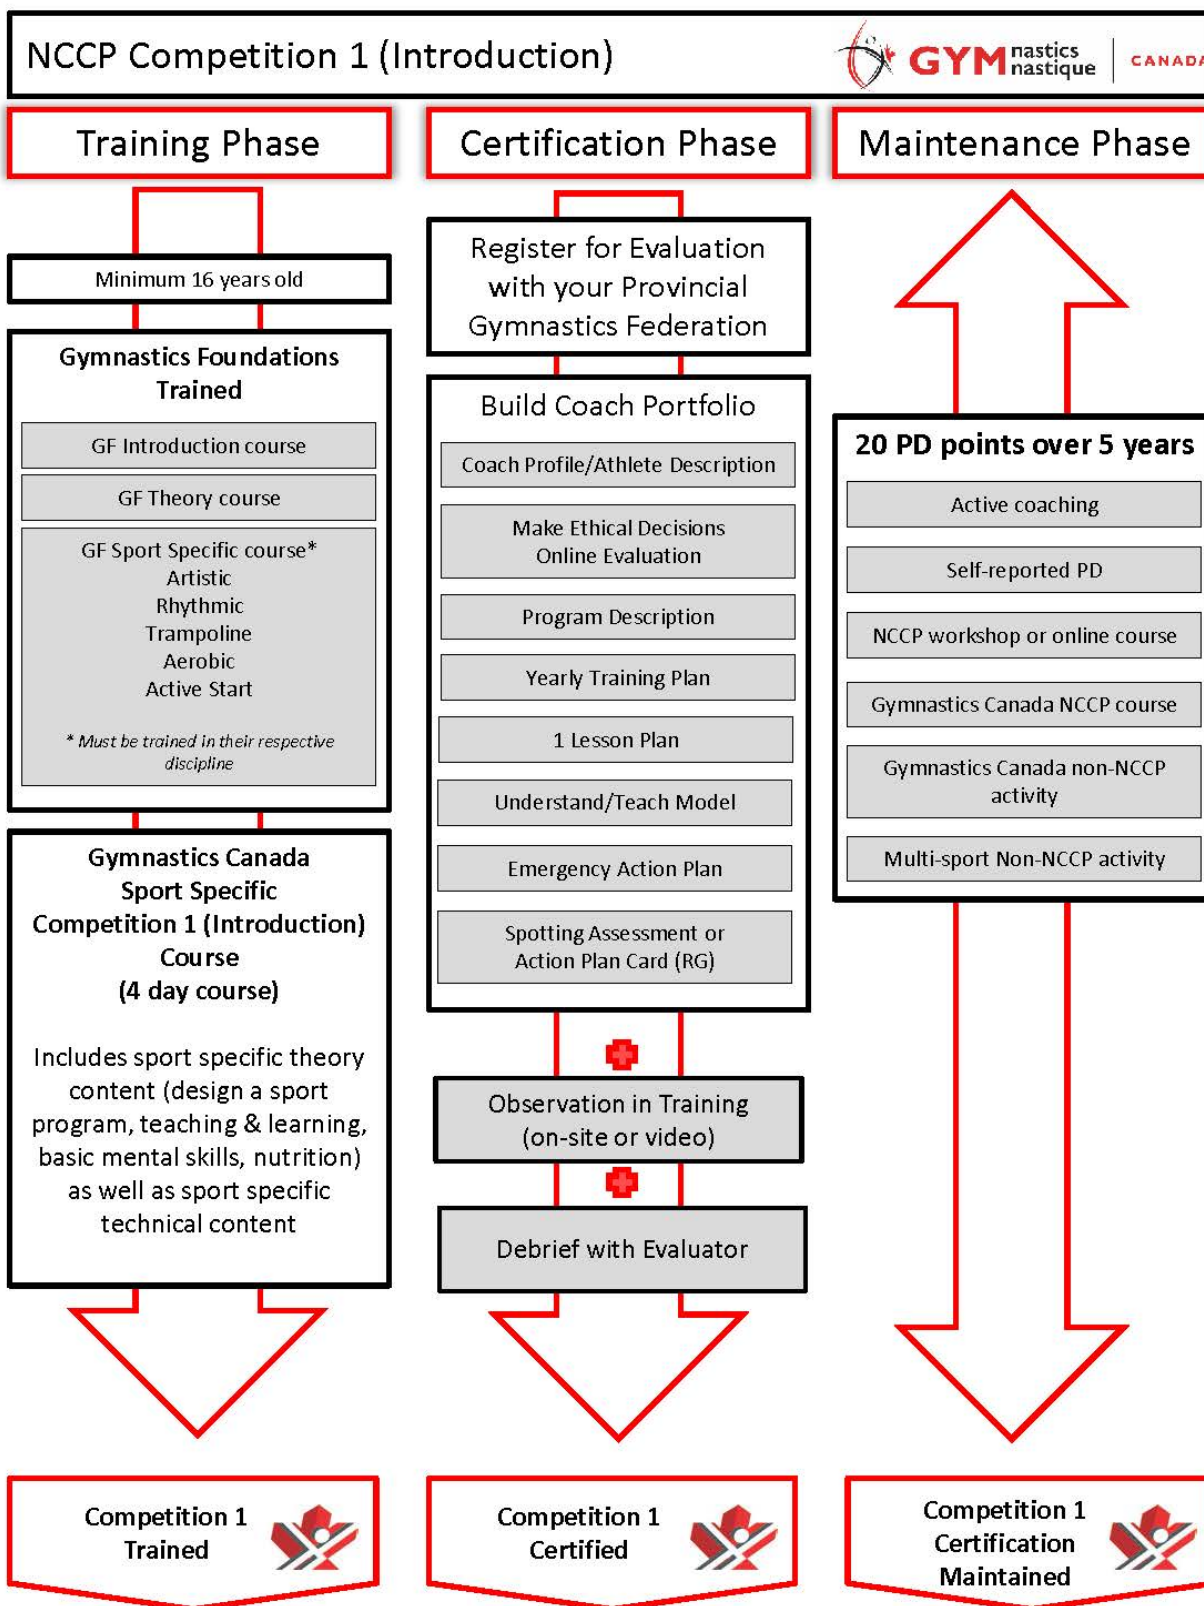 NCCP Competition 1 (Introduction)
GYMnastics
nastique
CANADA
Training Phase
Minimum 16 years old
Gymnastics Foundations
Trained
GF Introduction course
GF Theory course
GF Sport Specific course*
Artistic
Rhythmic
Trampoline
Aerobic
Active Start
* Must be trained in their respective
discipline
Gymnastics Canada
Sport Specific
Competition 1 (Introduction)
Course
(4 day course)
Includes sport specific theory
content (design a sport
program, teaching & learning,
basic mental skills, nutrition)
as well as sport specific
technical content
Competition 1
Trained
Certification Phase
Register for Evaluation
with your Provincial
Gymnastics Federation
Build Coach Portfolio
Coach Profile/Athlete Description
Make Ethical Decisions
Online Evaluation
Program Description
Yearly Training Plan
1 Lesson Plan
Understand/Teach Model
Emergency Action Plan
Spotting Assessment or
Action Plan Card (RG)
Observation in Training
(on-site or video)
Debrief with Evaluator
Competition 1
Certified
Maintenance Phase
20 PD points over 5 years
Active coaching
Self-reported PD
NCCP workshop or online course
Gymnastics Canada NCCP course
Gymnastics Canada non-NCCP
activity
Multi-sport Non-NCCP activity
Competition 1
Certification
Maintained